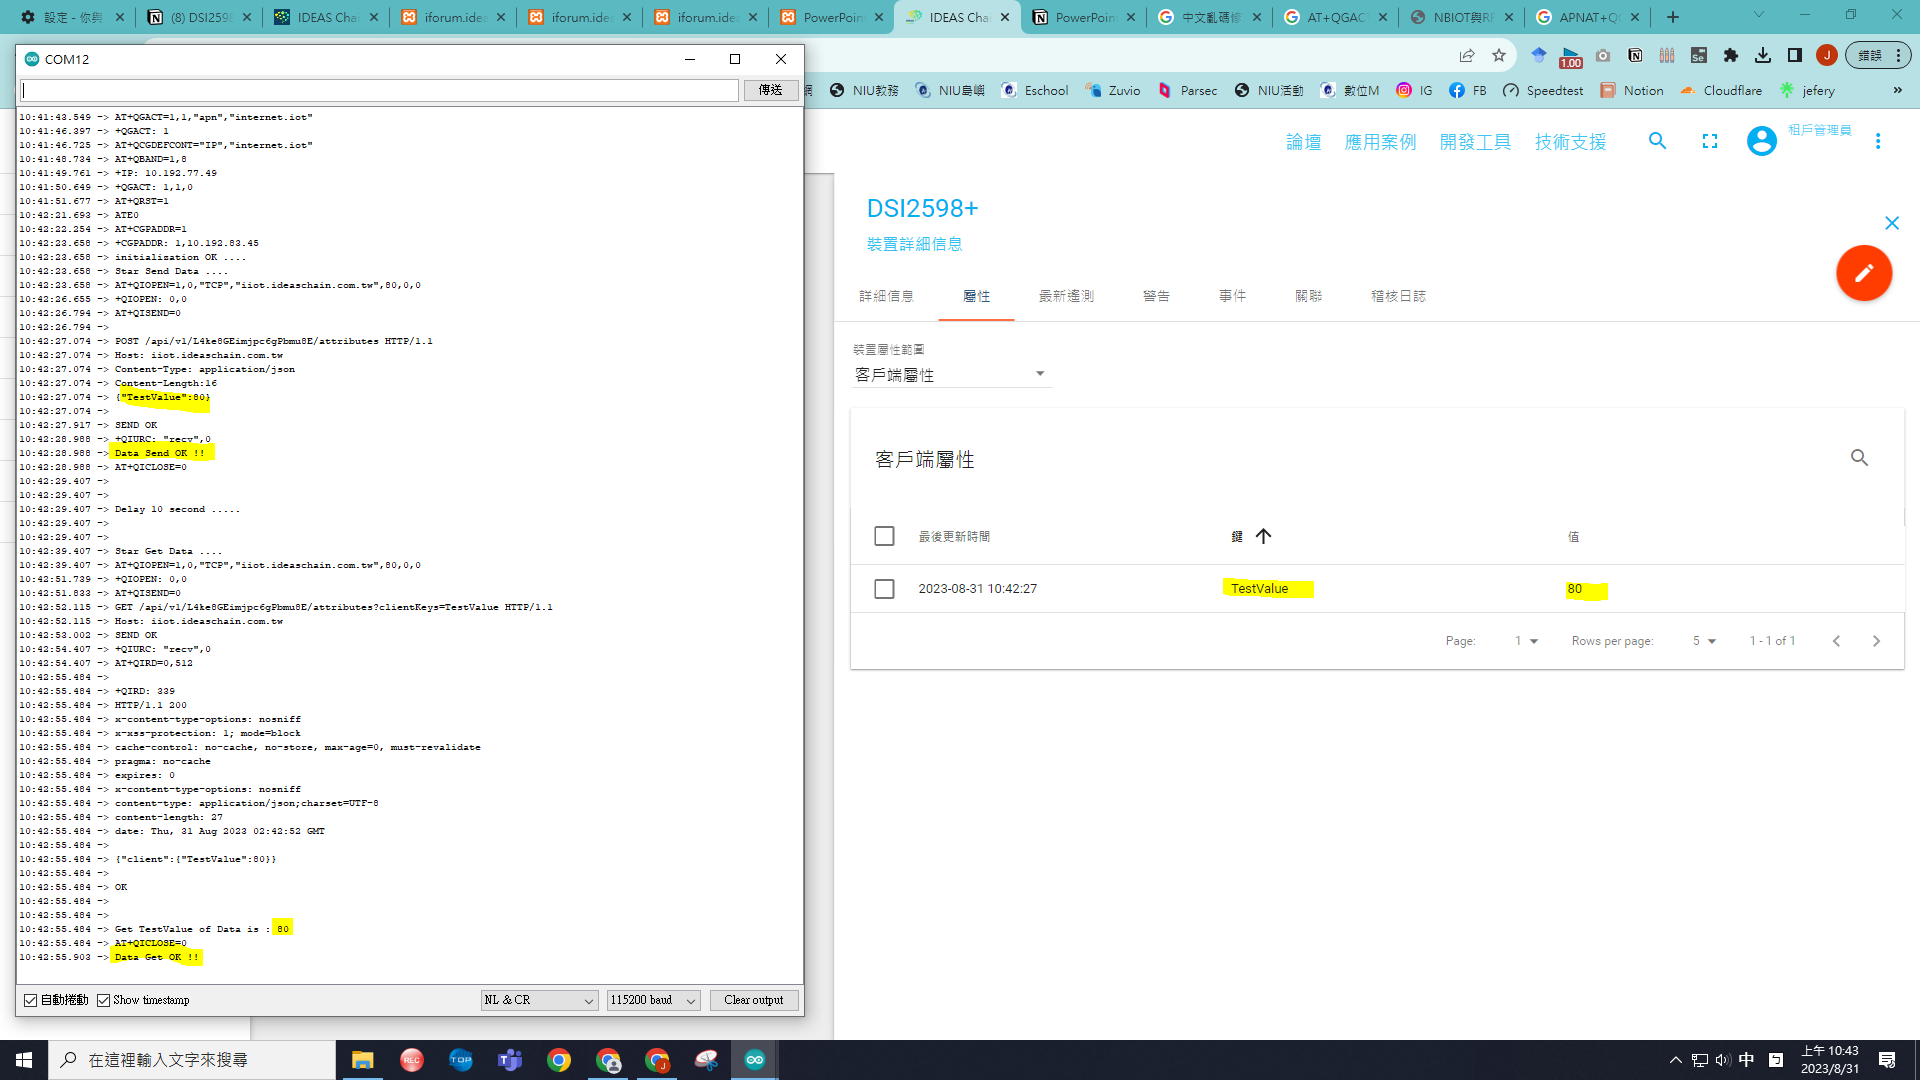 設定 - 你與
(8) DSI2598
IDEAS Cha
iforum.ide
iforum.ide
iforum.ide
PowerPoin
IDEAS Cha
PowerPoin
中文亂碼修
AT+QGAC
NBIOT與RF
APNAT+Q
1.00
Se
J
錯誤
NIU教務
NIU島嶼
Eschool
Zuvio
Parsec
NIU活動
數位M
IG
FB
Speedtest
Notion
Cloudflare
jefery
»
COM12
傳送
10:41:43.549 -> AT+QGACT=1,1,"apn","internet.iot"
10:41:46.397 -> +QGACT: 1
10:41:46.725 -> AT+QCGDEFCONT="IP","internet.iot"
10:41:48.734 -> AT+QBAND=1,8
10:41:49.761 -> +IP: 10.192.77.49
10:41:50.649 -> +QGACT: 1,1,0
10:41:51.677 -> AT+QRST=1
10:42:21.693 -> ATE0
10:42:22.254 -> AT+CGPADDR=1
10:42:23.658 -> +CGPADDR: 1,10.192.83.45
10:42:23.658 -> initialization OK ....
10:42:23.658 -> Star Send Data ....
10:42:23.658 -> AT+QIOPEN=1,0,"TCP","iiot.ideaschain.com.tw",80,0,0
10:42:26.655 -> +QIOPEN: 0,0
10:42:26.794 -> AT+QISEND=0
10:42:26.794 ->
10:42:27.074 -> POST /api/v1/L4ke8GEimjpc6gPbmu8E/attributes HTTP/1.1
10:42:27.074 -> Host: iiot.ideaschain.com.tw
10:42:27.074 -> Content-Type: application/json
10:42:27.074 -> Content-Length:16
10:42:27.074 -> {"TestValue":80}
10:42:27.074 ->
10:42:27.917 -> SEND OK
10:42:28.988 -> +QIURC: "recv",0
10:42:28.988 -> Data Send OK !!
10:42:28.988 -> AT+QICLOSE=0
10:42:29.407 ->
10:42:29.407 ->
10:42:29.407 -> Delay 10 second .....
10:42:29.407 ->
10:42:29.407 ->
10:42:39.407 -> Star Get Data ....
10:42:39.407 -> AT+QIOPEN=1,0,"TCP","iiot.ideaschain.com.tw",80,0,0
10:42:51.739 -> +QIOPEN: 0,0
10:42:51.833 -> AT+QISEND=0
10:42:52.115 -> GET /api/v1/L4ke8GEimjpc6gPbmu8E/attributes?clientKeys=TestValue HTTP/1.1
10:42:52.115 -> Host: iiot.ideaschain.com.tw
10:42:53.002 -> SEND OK
10:42:54.407 -> +QIURC: "recv",0
10:42:54.407 -> AT+QIRD=0,512
10:42:55.484 ->
10:42:55.484 -> +QIRD: 339
10:42:55.484 -> HTTP/1.1 200
10:42:55.484 -> x-content-type-options: nosniff
10:42:55.484 -> x-xss-protection: 1; mode=block
10:42:55.484 -> cache-control: no-cache, no-store, max-age=0, must-revalidate
10:42:55.484 -> pragma: no-cache
10:42:55.484 -> expires: 0
10:42:55.484 -> x-content-type-options: nosniff
10:42:55.484 -> content-type: application/json;charset=UTF-8
10:42:55.484 -> content-length: 27
10:42:55.484 -> date: Thu, 31 Aug 2023 02:42:52 GMT
10:42:55.484 ->
10:42:55.484 -> {"client":{"TestValue":80}}
10:42:55.484 ->
10:42:55.484 -> OK
10:42:55.484 ->
10:42:55.484 ->
10:42:55.484 -> Get TestValue of Data is : 80
10:42:55.484 -> AT+QICLOSE=0
10:42:55.903 -> Data Get OK !!
自動捲動
Show timestamp
NL & CR
115200 baud
Clear output
論壇
應用案例
開發工具
技術支援
租戶管理員
DSI2598+
裝置詳細信息
詳細信息
屬性
最新遙測
警告
事件
關聯
稽核日誌
裝置屬性範圍
客戶端屬性
客戶端屬性
最後更新時間
鍵
值
2023-08-31 10:42:27
TestValue
80
Page:
1
Rows per page:
5
1 - 1 of 1
在這裡輸入文字來搜尋
REC
TOP
J
中
上午 10:43
2023/8/31